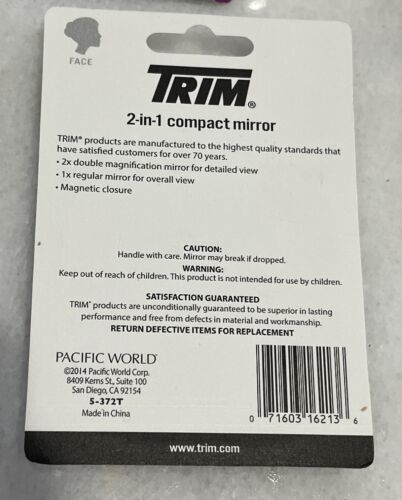 FACE
TRIM®
2-in-1 compact mirror
TRIM® products are manufactured to the highest quality standards that
have satisfied customers for over 70 years.
• 2x double magnification mirror for detailed view
• 1x regular mirror for overall view
• Magnetic closure
CAUTION:
Handle with care. Mirror may break if dropped.
WARNING:
Keep out of reach of children. This product is not intended for use by children.
SATISFACTION GUARANTEED
TRIM® products are unconditionally guaranteed to be superior in lasting
performance and free from defects in material and workmanship.
RETURN DEFECTIVE ITEMS FOR REPLACEMENT
PACIFIC WORLD®
©2014 Pacific World Corp.
8409 Kerns St., Suite 100
San Diego, CA 92154
5-372T
Made in China
0 71603 16213 6
www.trim.com